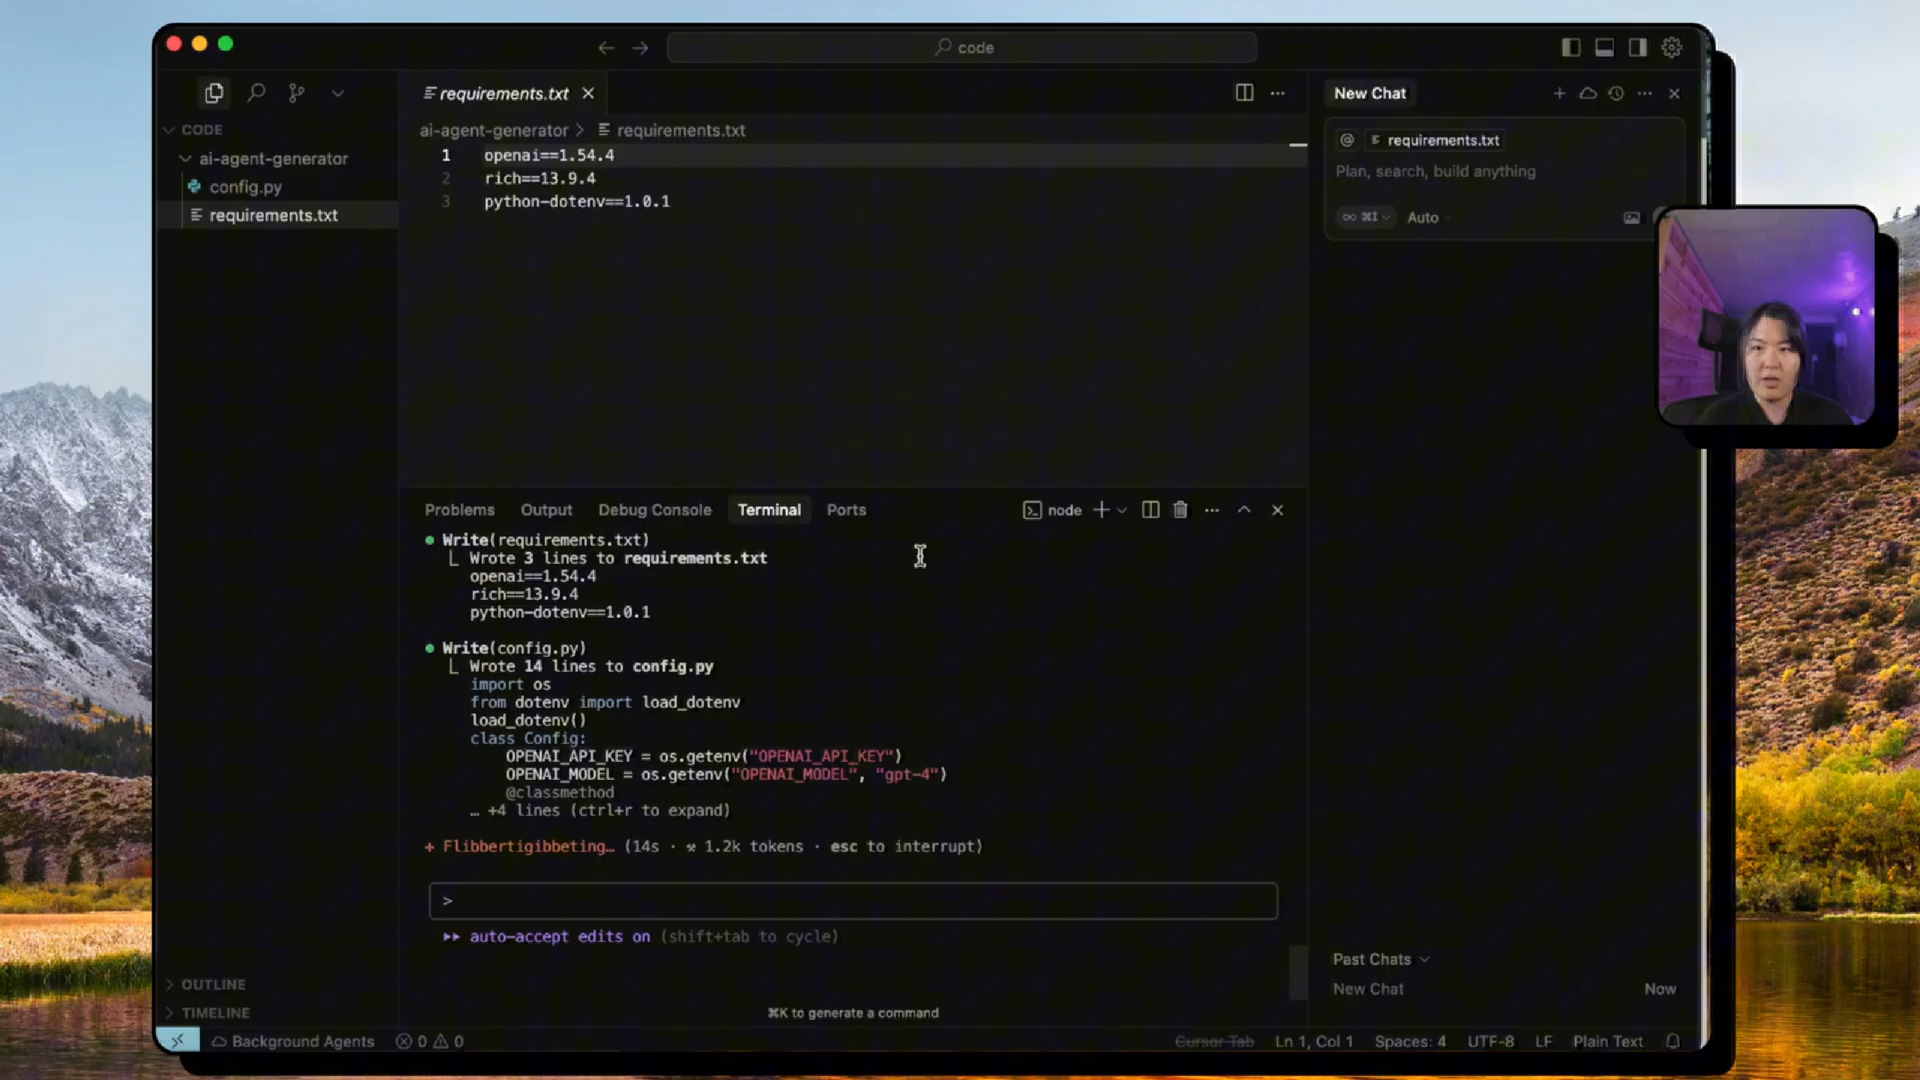 code
CODE
ai-agent-generator
config.py
requirements.txt
OUTLINE
TIMELINE
requirements.txt
ai-agent-generator > requirements.txt
1 openai==1.54.4
2 rich==13.9.4
3 python-dotenv==1.0.1
Problems Output Debug Console Terminal Ports
node
Write(requirements.txt)
Wrote 3 lines to requirements.txt
openai==1.54.4
rich==13.9.4
python-dotenv==1.0.1
Write(config.py)
Wrote 14 lines to config.py
import os
from dotenv import load_dotenv
load_dotenv()
class Config:
OPENAI_API_KEY = os.getenv("OPENAI_API_KEY")
OPENAI_MODEL = os.getenv("OPENAI_MODEL", "gpt-4")
@classmethod
… +4 lines (ctrl+r to expand)
+ Flibbertigibbeting… (14s · ⚒ 1.2k tokens · esc to interrupt)
>
▸▸ auto-accept edits on (shift+tab to cycle)
⌘K to generate a command
New Chat
@ requirements.txt
Plan, search, build anything
∞ ⌘I Auto
Past Chats
New Chat Now
Background Agents 0 0 Cursor Tab Ln 1, Col 1 Spaces: 4 UTF-8 LF Plain Text